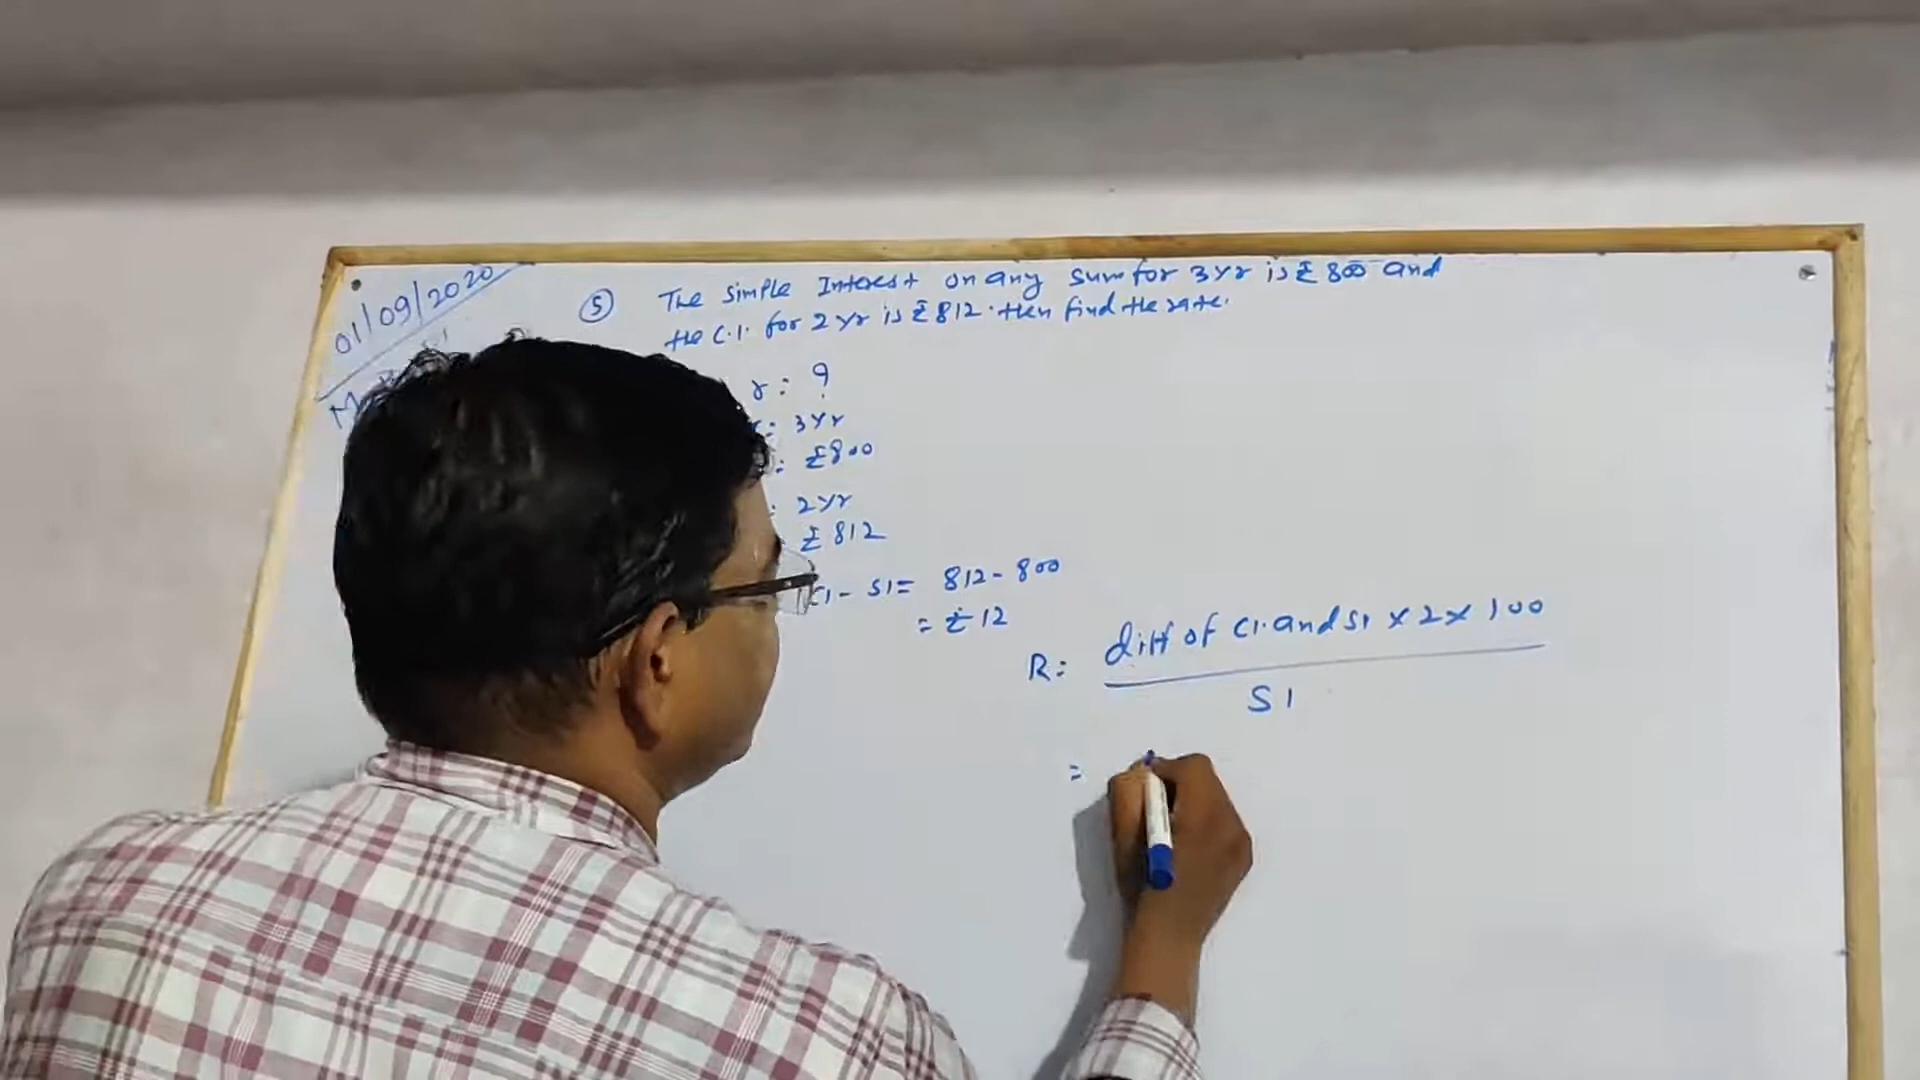 01/09/2020
⑤ The Simple Interest on any Sum for 3yr is ₹ 800 and
the C.I. for 2 yr is ₹ 812. then find the rate.
r: ?
: 3yr
: ₹800
: 2yr
₹ 812
CI - SI = 812 - 800
= ₹ 12
R: diff of CI. and SI × 2 × 100
SI
=